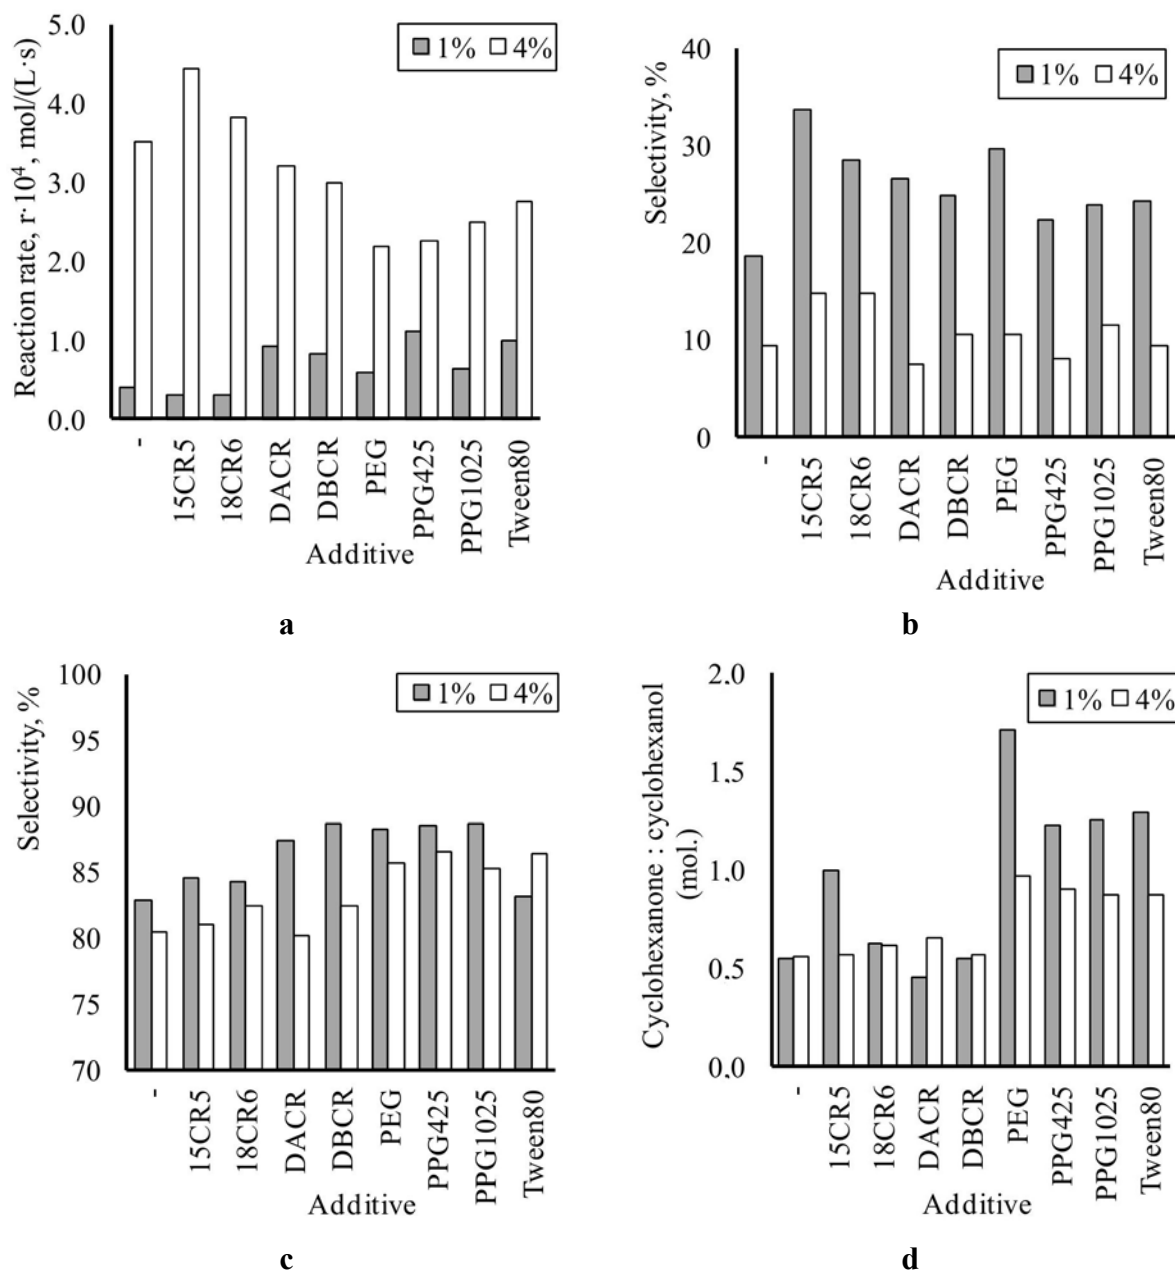 Reaction rate, r·10⁴, mol/(L·s)
5.0
4.0
3.0
2.0
1.0
0.0
1% 4%
-
15CR5
18CR6
DACR
DBCR
PEG
PPG425
PPG1025
Tween80
Additive
a
Selectivity, %
40
30
20
10
0
1% 4%
-
15CR5
18CR6
DACR
DBCR
PEG
PPG425
PPG1025
Tween80
Additive
b
Selectivity, %
100
95
90
85
80
75
70
1% 4%
-
15CR5
18CR6
DACR
DBCR
PEG
PPG425
PPG1025
Tween80
Additive
c
Cyclohexanone : cyclohexanol
(mol.)
2.0
1.5
1.0
0.5
0.0
1% 4%
-
15CR5
18CR6
DACR
DBCR
PEG
PPG425
PPG1025
Tween80
Additive
d